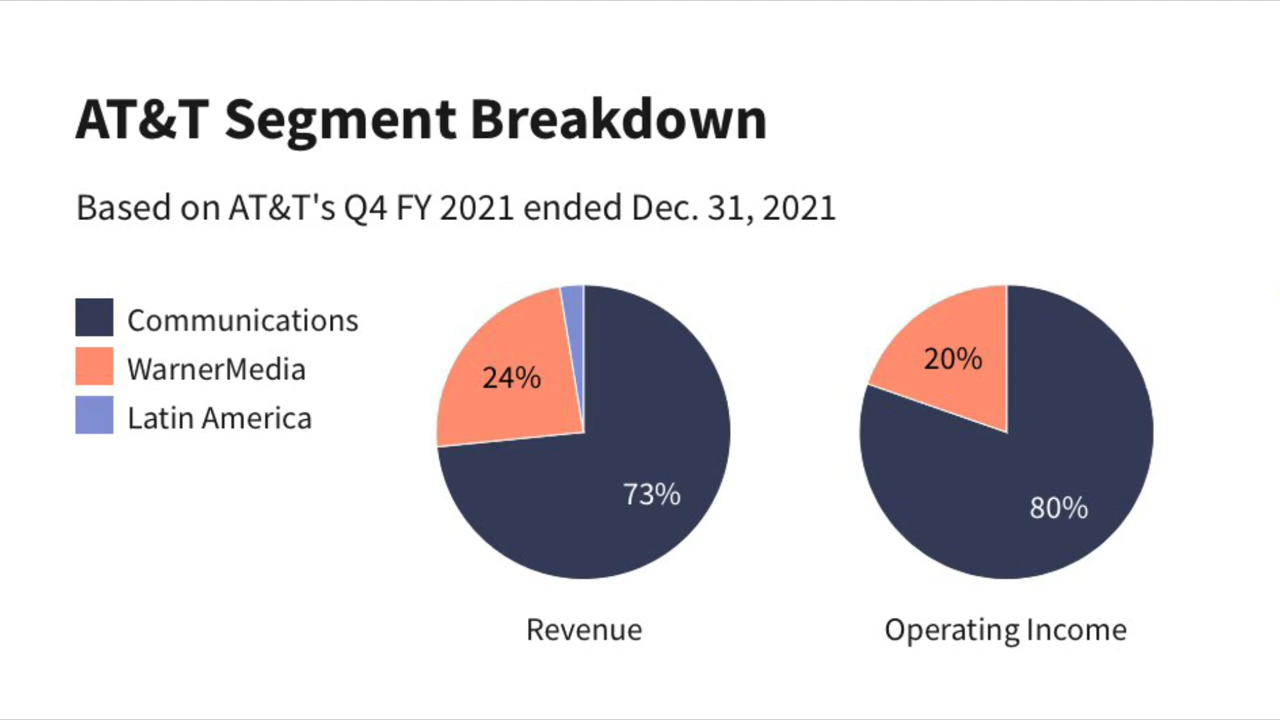 AT&T Segment Breakdown
Based on AT&T's Q4 FY 2021 ended Dec. 31, 2021
Communications
WarnerMedia
Latin America
24%
73%
Revenue
20%
80%
Operating Income